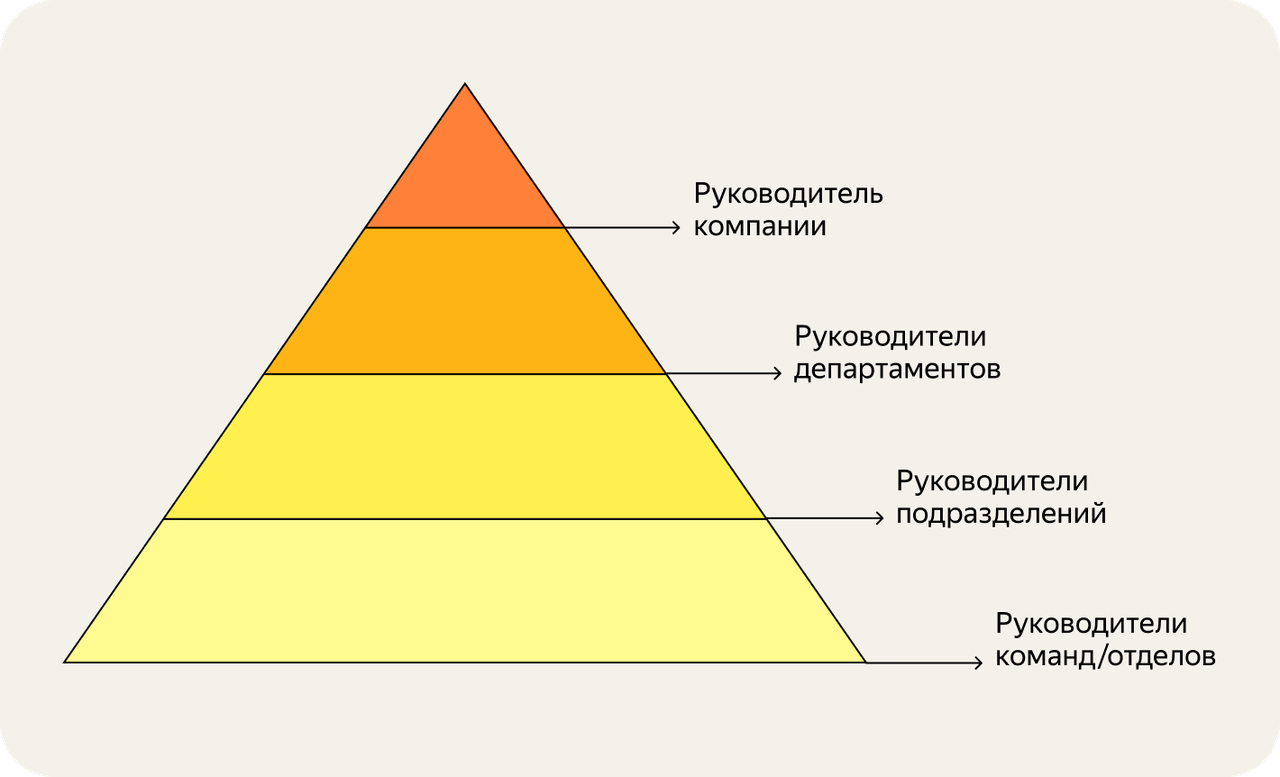 Руководитель
компании
Руководители
департаментов
Руководители
подразделений
Руководители
команд/отделов